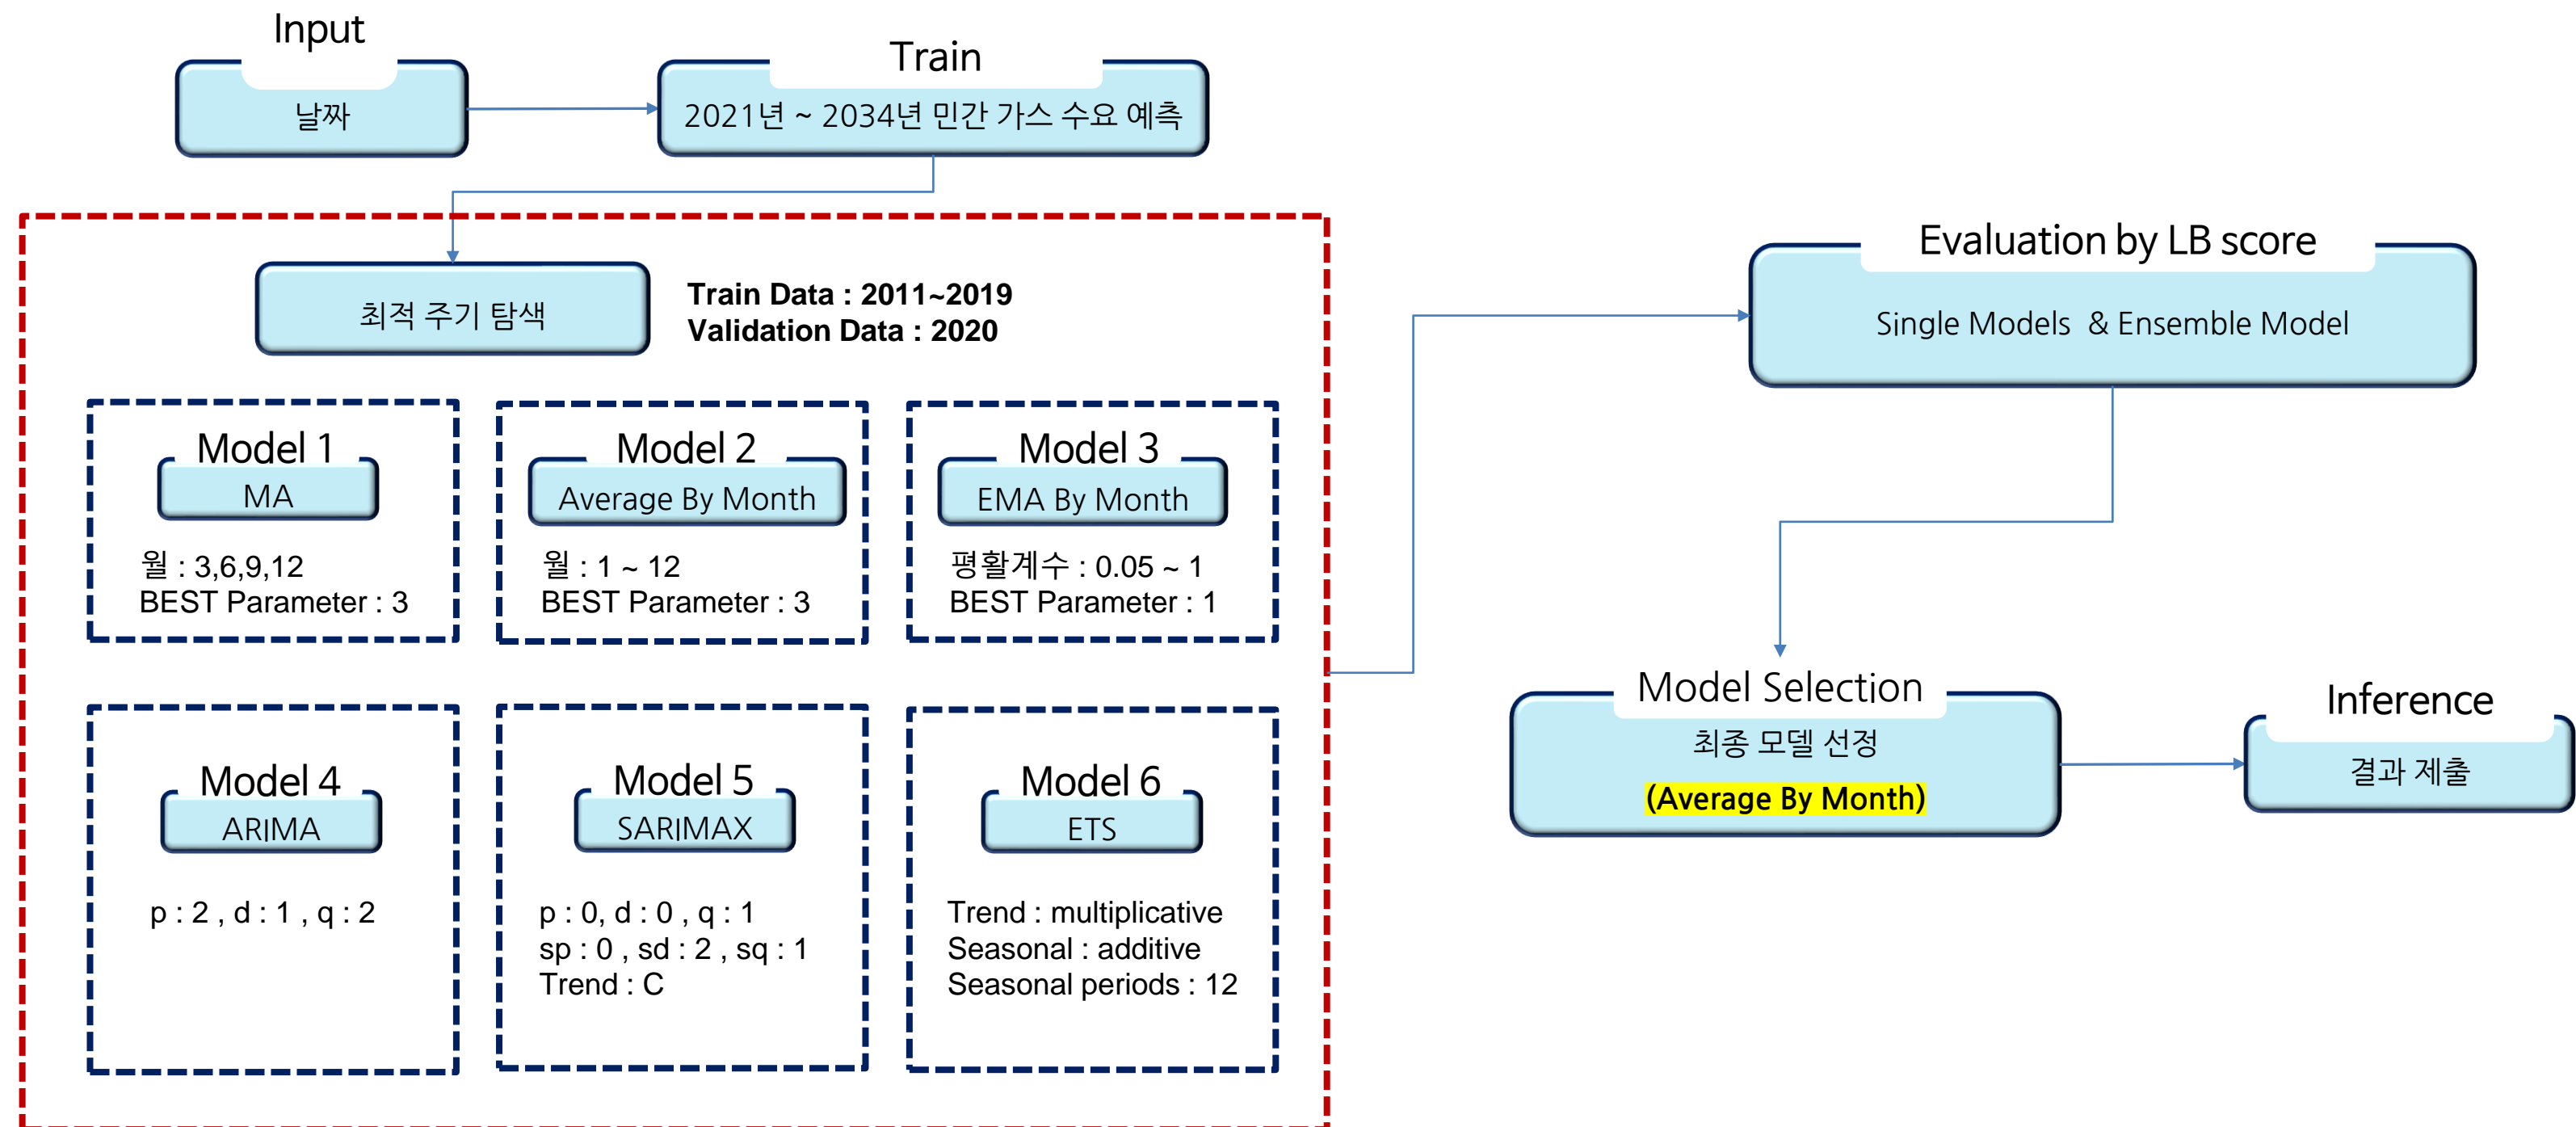 Input
날짜
Train
2021년 ~ 2034년 민간 가스 수요 예측
최적 주기 탐색
Train Data : 2011~2019
Validation Data : 2020
Model 1
MA
월 : 3,6,9,12
BEST Parameter : 3
Model 2
Average By Month
월 : 1 ~ 12
BEST Parameter : 3
Model 3
EMA By Month
평활계수 : 0.05 ~ 1
BEST Parameter : 1
Model 4
ARIMA
p : 2 , d : 1 , q : 2
Model 5
SARIMAX
p : 0, d : 0 , q : 1
sp : 0 , sd : 2 , sq : 1
Trend : C
Model 6
ETS
Trend : multiplicative
Seasonal : additive
Seasonal periods : 12
Evaluation by LB score
Single Models & Ensemble Model
Model Selection
최종 모델 선정
(Average By Month)
Inference
결과 제출